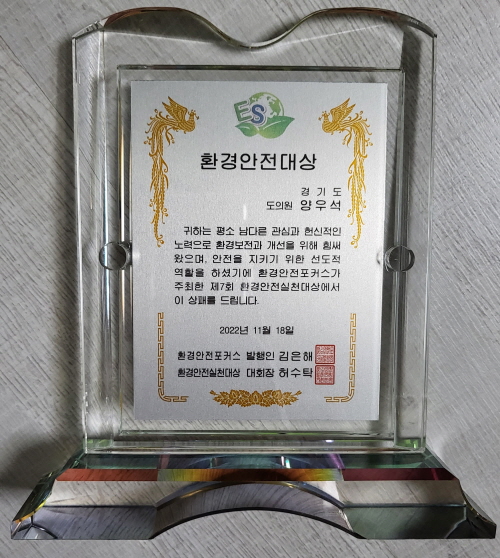 ES
환경안전대상
경 기 도
도의원 양우석
귀하는 평소 남다른 관심과 헌신적인
노력으로 환경보전과 개선을 위해 힘써
왔으며, 안전을 지키기 위한 선도적
역할을 하셨기에 환경안전포커스가
주최한 제7회 환경안전실천대상에서
이 상패를 드립니다.
2022년 11월 18일
환경안전포커스 발행인 김은해
환경안전실천대상 대회장 허수탁